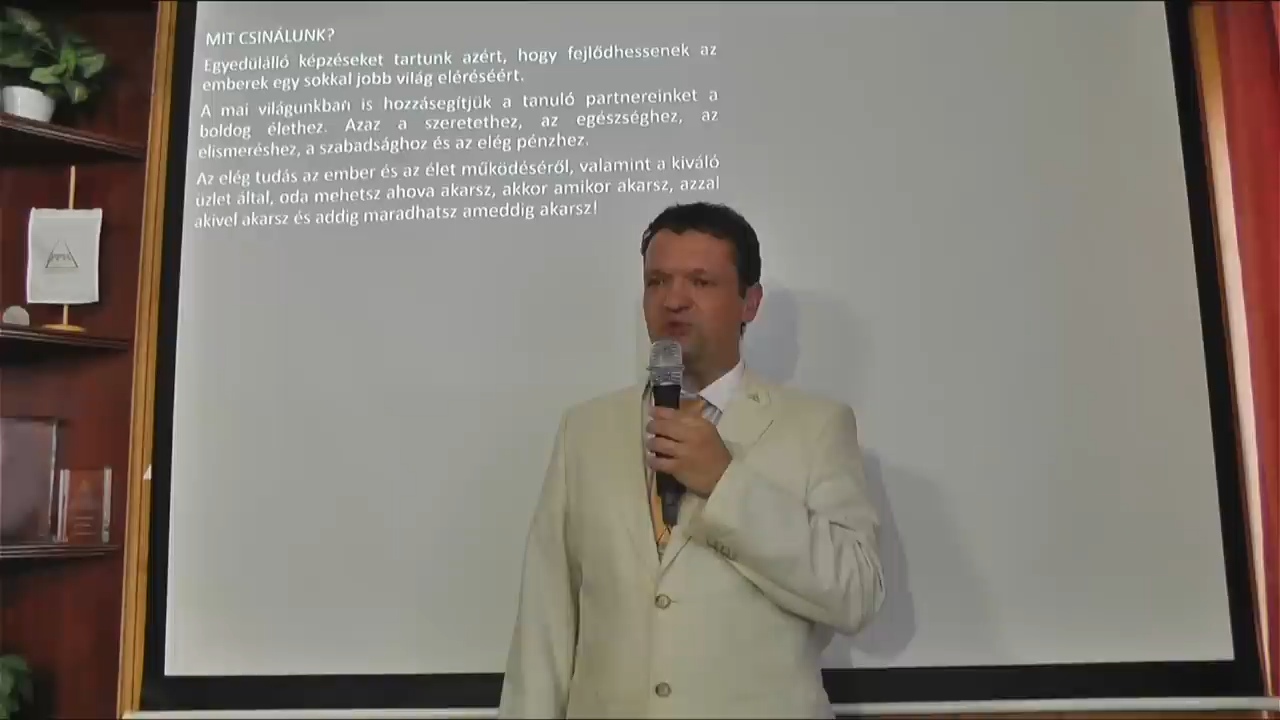 MIT CSINÁLUNK?
Egyedülálló képzéseket tartunk azért, hogy fejlődhessenek az
emberek egy sokkal jobb világ eléréséért.
A mai világunkban is hozzásegítjük a tanuló partnereinket a
boldog élethez. Azaz a szeretethez, az egészséghez, az
elismeréshez, a szabadsághoz és az elég pénzhez.
Az elég tudás az ember és az élet működéséről, valamint a kiváló
üzlet által, oda mehetsz ahova akarsz, akkor amikor akarsz, azzal
akivel akarsz és addig maradhatsz ameddig akarsz!